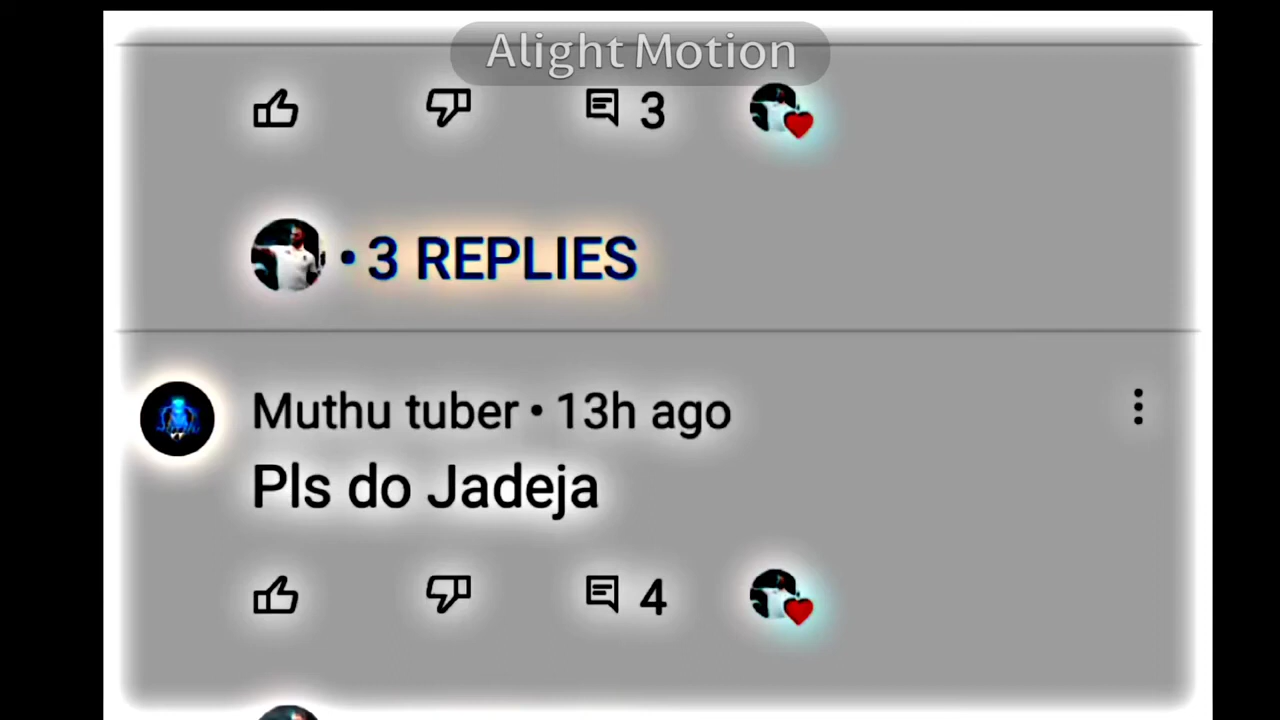 Alight Motion
3
• 3 REPLIES
Muthu tuber • 13h ago
Pls do Jadeja
4